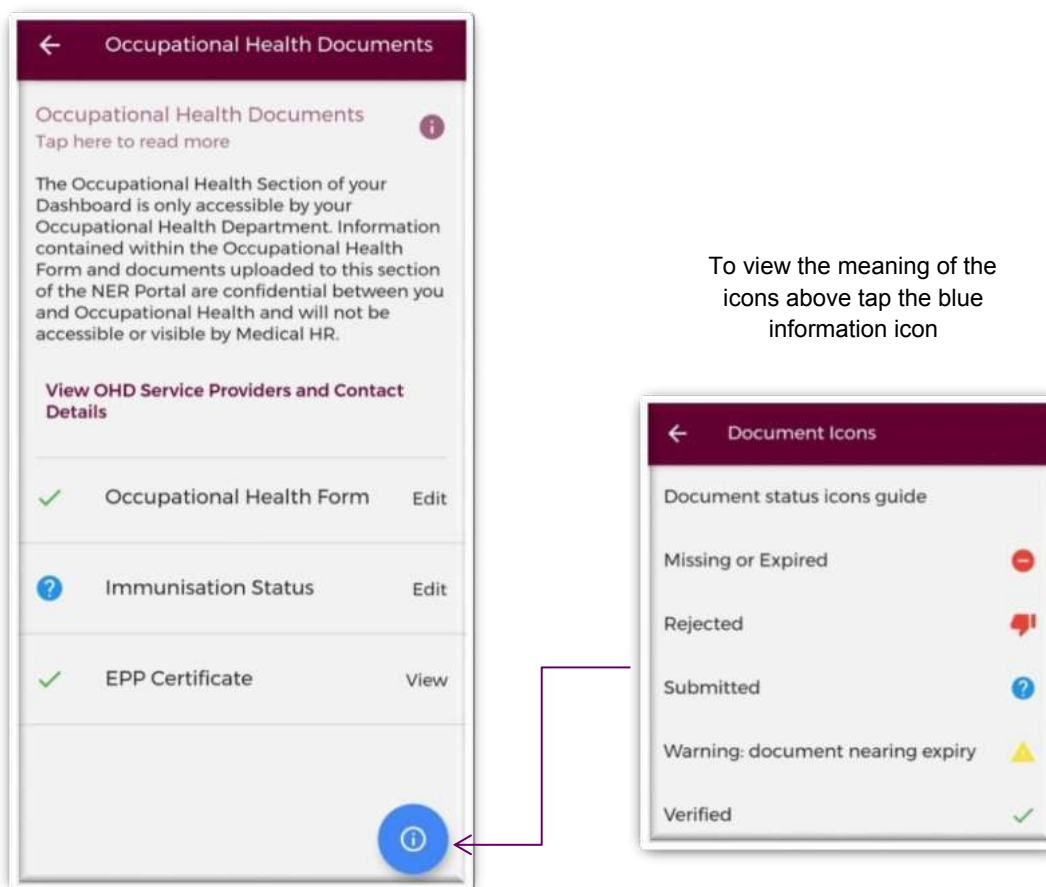 Occupational Health Documents
Occupational Health Documents
Tap here to read more
The Occupational Health Section of your
Dashboard is only accessible by your
Occupational Health Department. Information
contained within the Occupational Health
Form and documents uploaded to this section
of the NER Portal are confidential between you
and Occupational Health and will not be
accessible or visible by Medical HR.
View OHD Service Providers and Contact
Details
Occupational Health Form Edit
Immunisation Status Edit
EPP Certificate View
To view the meaning of the
icons above tap the blue
information icon
Document Icons
Document status icons guide
Missing or Expired
Rejected
Submitted
Warning: document nearing expiry
Verified